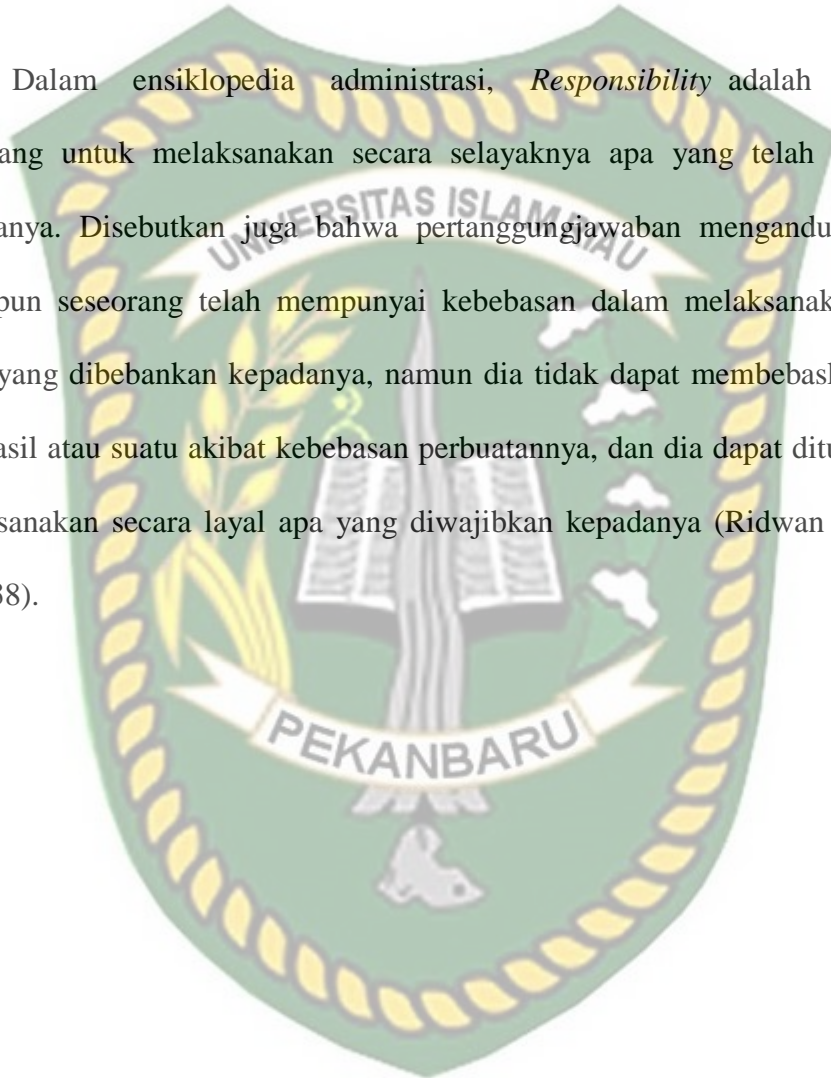 Dalam ensiklopedia administrasi, Responsibility adalah
ang untuk melaksanakan secara selayaknya apa yang telah
anya. Disebutkan juga bahwa pertanggungjawaban mengandu
UNIVERSITAS ISLAM RIAU
pun seseorang telah mempunyai kebebasan dalam melaksanak
yang dibebankan kepadanya, namun dia tidak dapat membebask
asil atau suatu akibat kebebasan perbuatannya, dan dia dapat ditu
sanakan secara layal apa yang diwajibkan kepadanya (Ridwan
38).
PEKANBARU